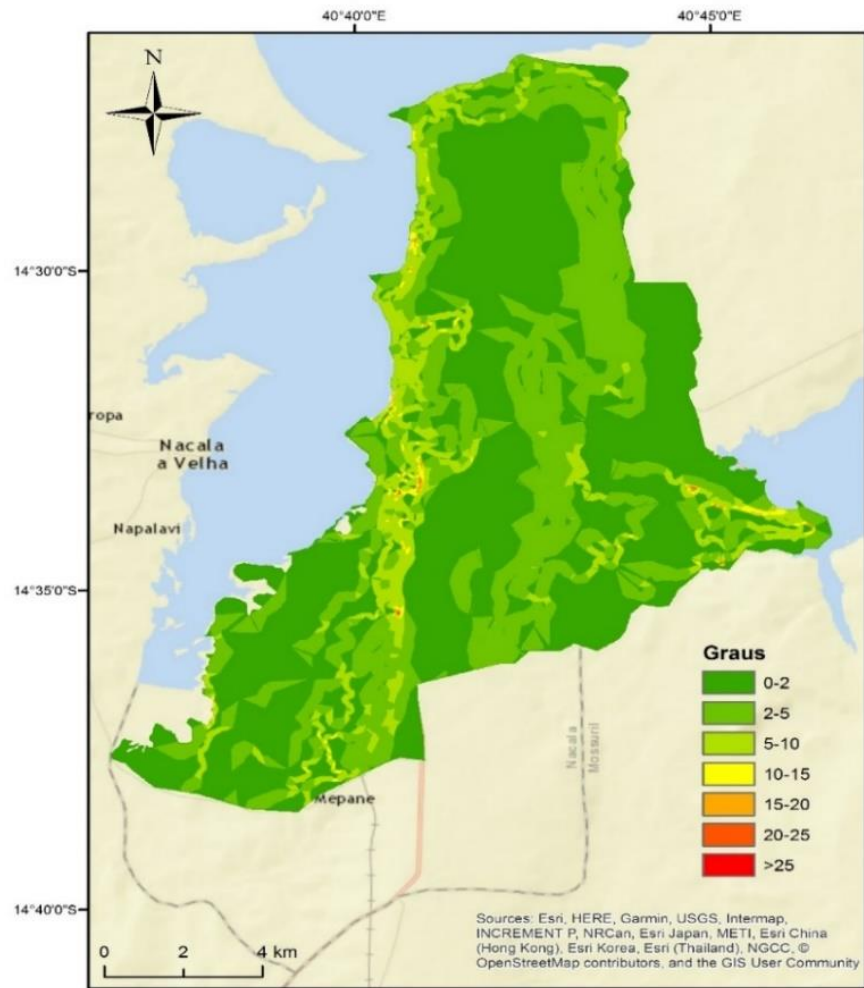 40°40'0"E
40°45'0"E
N
14°30'0"S
ropa
Nacala
a Velha
Napalavi
14°35'0"S
Graus
0-2
2-5
5-10
10-15
15-20
20-25
>25
Nacala
Mossuril
Mepane
14°40'0"S
0 2 4 km
Sources: Esri, HERE, Garmin, USGS, Intermap,
INCREMENT P, NRCan, Esri Japan, METI, Esri China
(Hong Kong), Esri Korea, Esri (Thailand), NGCC, ©
OpenStreetMap contributors, and the GIS User Community